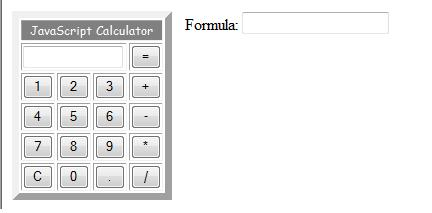 JavaScript Calculator
Formula:
=
1 2 3 +
4 5 6 -
7 8 9 *
C 0 . /